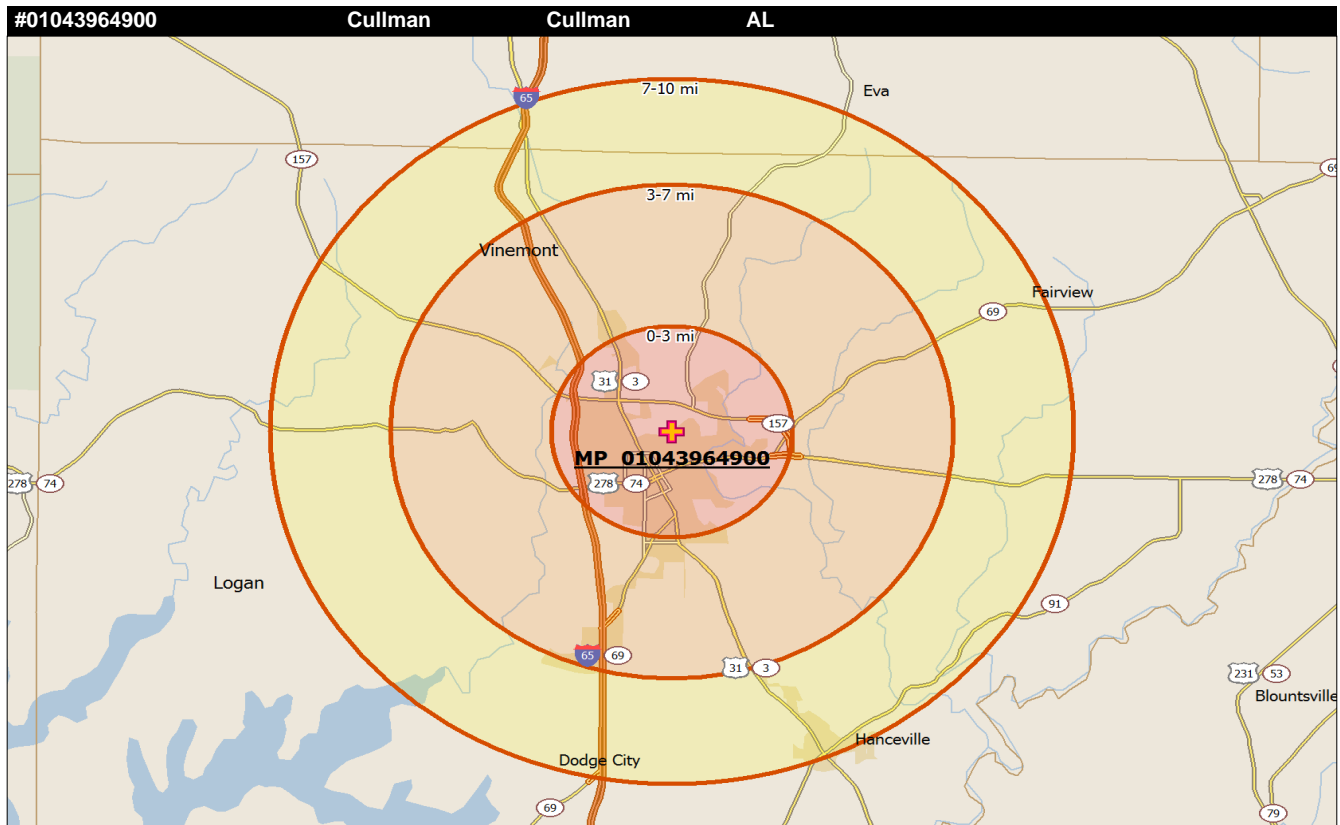 #01043964900 Cullman Cullman AL
7-10 mi
Eva
65
157
69
3-7 mi
Vinemont
Fairview
69
0-3 mi
31 3
157
MP 01043964900
278 74
278 74
278 74
Logan
91
65 69
31 3
231 53
Blountsville
Hanceville
Dodge City
69
79